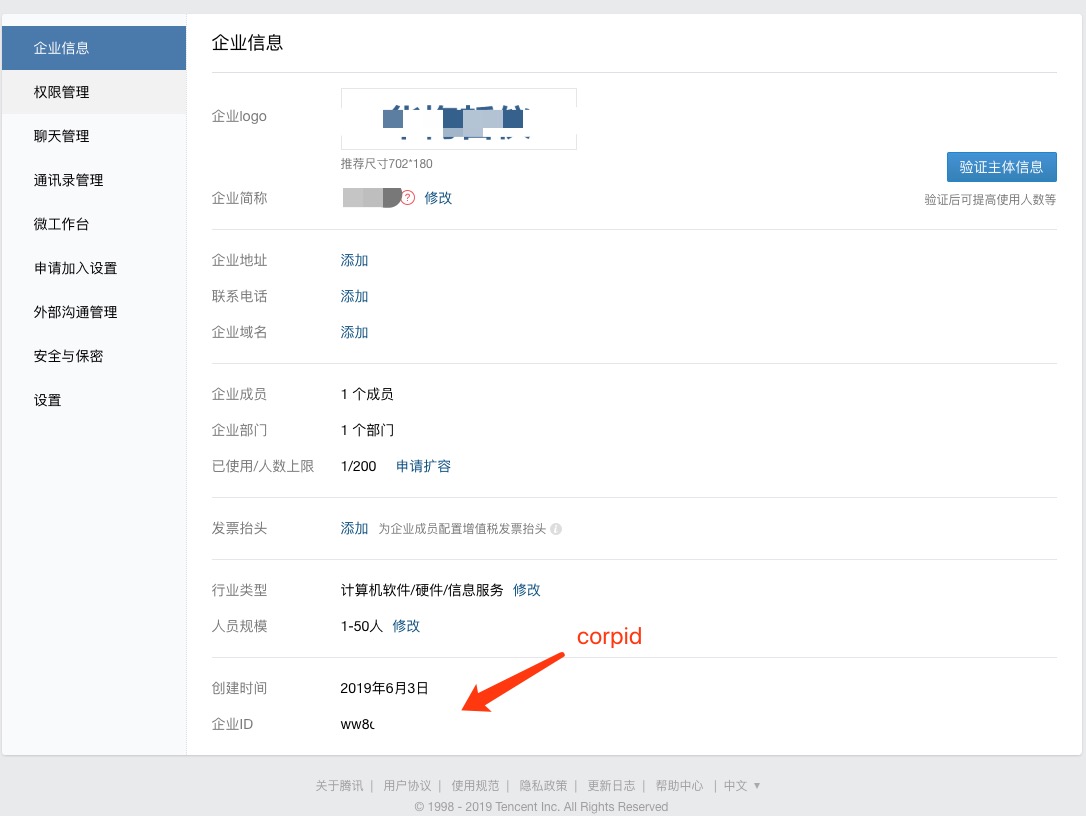 企业信息
权限管理
聊天管理
通讯录管理
微工作台
申请加入设置
外部沟通管理
安全与保密
设置
企业信息
企业logo
推荐尺寸702*180
验证主体信息
验证后可提高使用人数等
企业简称 ? 修改
企业地址 添加
联系电话 添加
企业域名 添加
企业成员 1 个成员
企业部门 1 个部门
已使用/人数上限 1/200 申请扩容
发票抬头 添加 为企业成员配置增值税发票抬头 i
行业类型 计算机软件/硬件/信息服务 修改
人员规模 1-50人 修改
corpid
创建时间 2019年6月3日
企业ID ww8
关于腾讯 | 用户协议 | 使用规范 | 隐私政策 | 更新日志 | 帮助中心 | 中文 ▼
© 1998 - 2019 Tencent Inc. All Rights Reserved